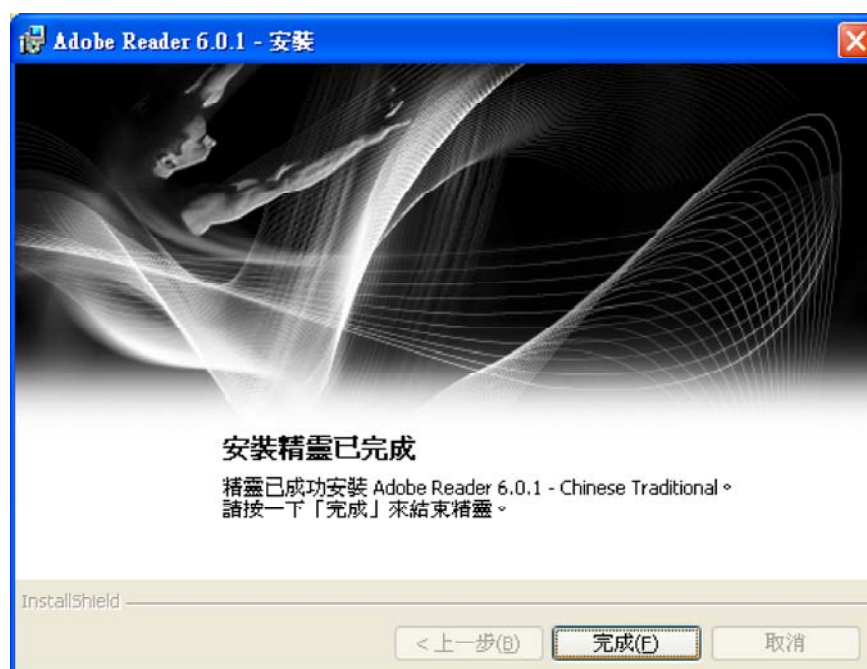 Adobe Reader 6.0.1 - 安裝
安裝精靈已完成
精靈已成功安裝 Adobe Reader 6.0.1 - Chinese Traditional。
請按一下「完成」來結束精靈。
InstallShield
< 上一步(B) 完成(F) 取消